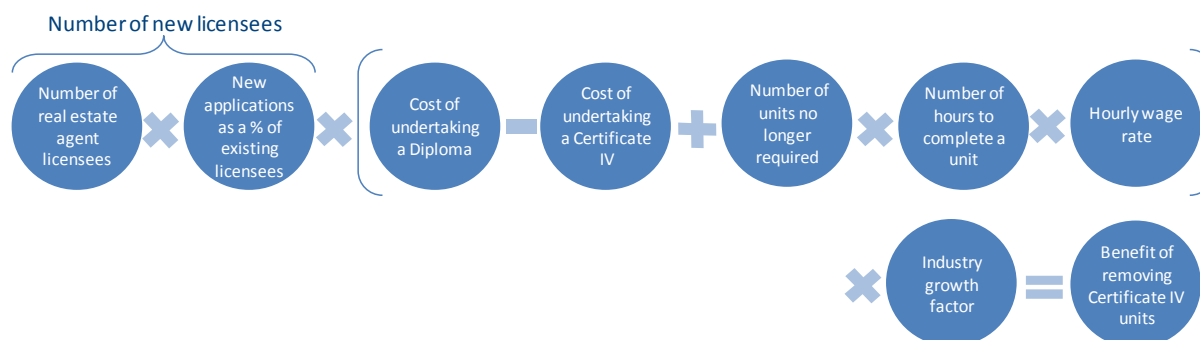 Number of new licensees
Number of
real estate
agent
licensees
New
applications
as a % of
existing
licensees
Cost of
undertaking
a Diploma
Cost of
undertaking
a Certificate
IV
Number of
units no
longer
required
Number of
hours to
complete a
unit
Hourly wage
rate
Industry
growth
factor
Benefit of
removing
Certificate IV
units